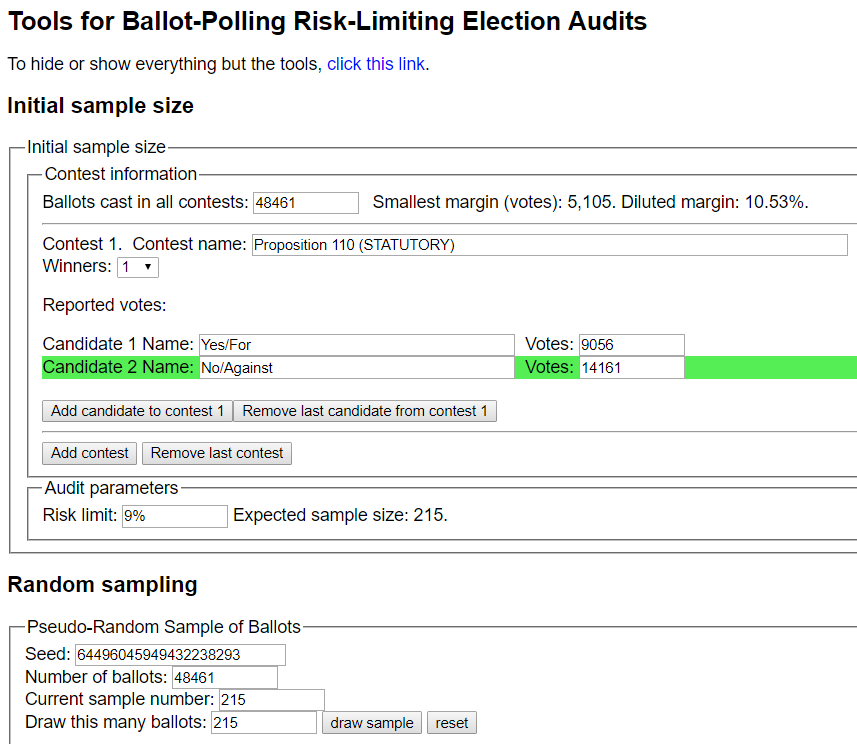 Tools for Ballot-Polling Risk-Limiting Election Audits
To hide or show everything but the tools, click this link.
Initial sample size
Initial sample size
Contest information
Ballots cast in all contests: 48461 Smallest margin (votes): 5,105. Diluted margin: 10.53%.
Contest 1. Contest name: Proposition 110 (STATUTORY)
Winners: 1
Reported votes:
Candidate 1 Name: Yes/For Votes: 9056
Candidate 2 Name: No/Against Votes: 14161
Add candidate to contest 1 Remove last candidate from contest 1
Add contest Remove last contest
Audit parameters
Risk limit: 9% Expected sample size: 215.
Random sampling
Pseudo-Random Sample of Ballots
Seed: 64496045949432238293
Number of ballots: 48461
Current sample number: 215
Draw this many ballots: 215 draw sample reset